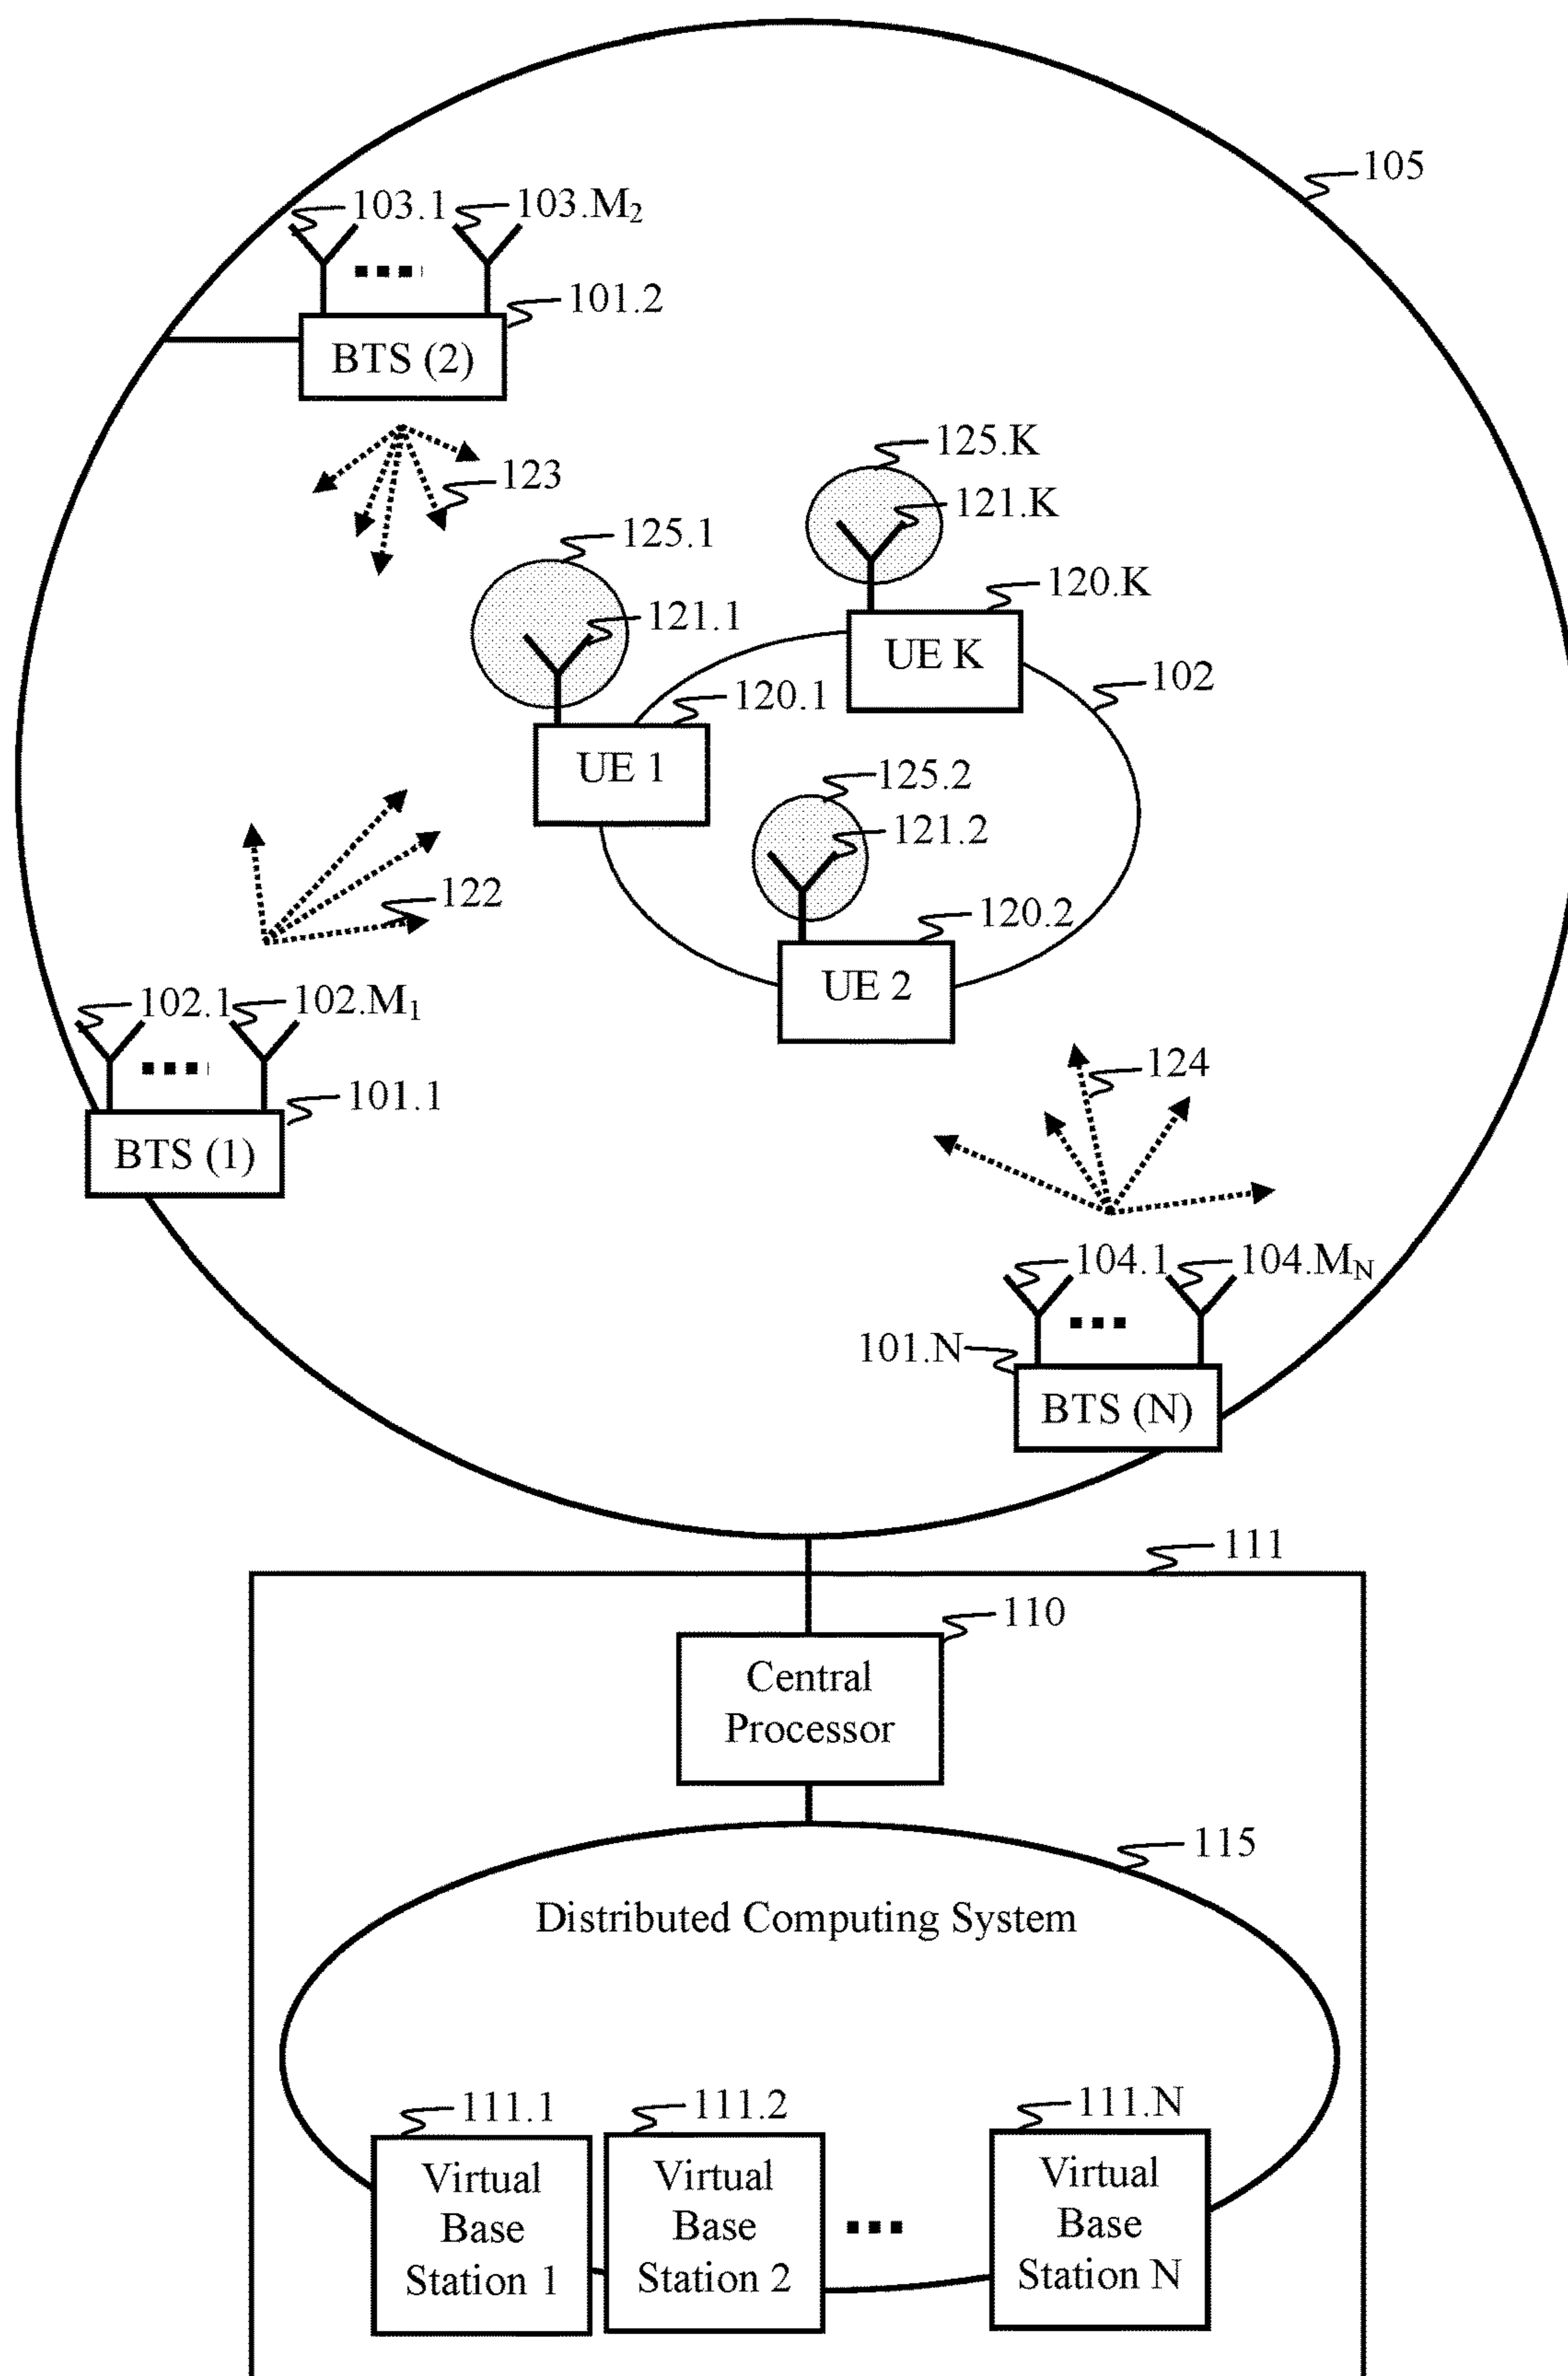 105
103.1
103.M₂
101.2
BTS (2)
123
125.K
121.K
125.1
121.1
120.K
UE K
102
120.1
UE 1
125.2
121.2
122
120.2
UE 2
102.1
102.M₁
124
101.1
BTS (1)
104.1
104.M_N
101.N
BTS (N)
111
110
Central
Processor
115
Distributed Computing System
111.1
111.2
111.N
Virtual
Base
Station 1
Virtual
Base
Station 2
Virtual
Base
Station N